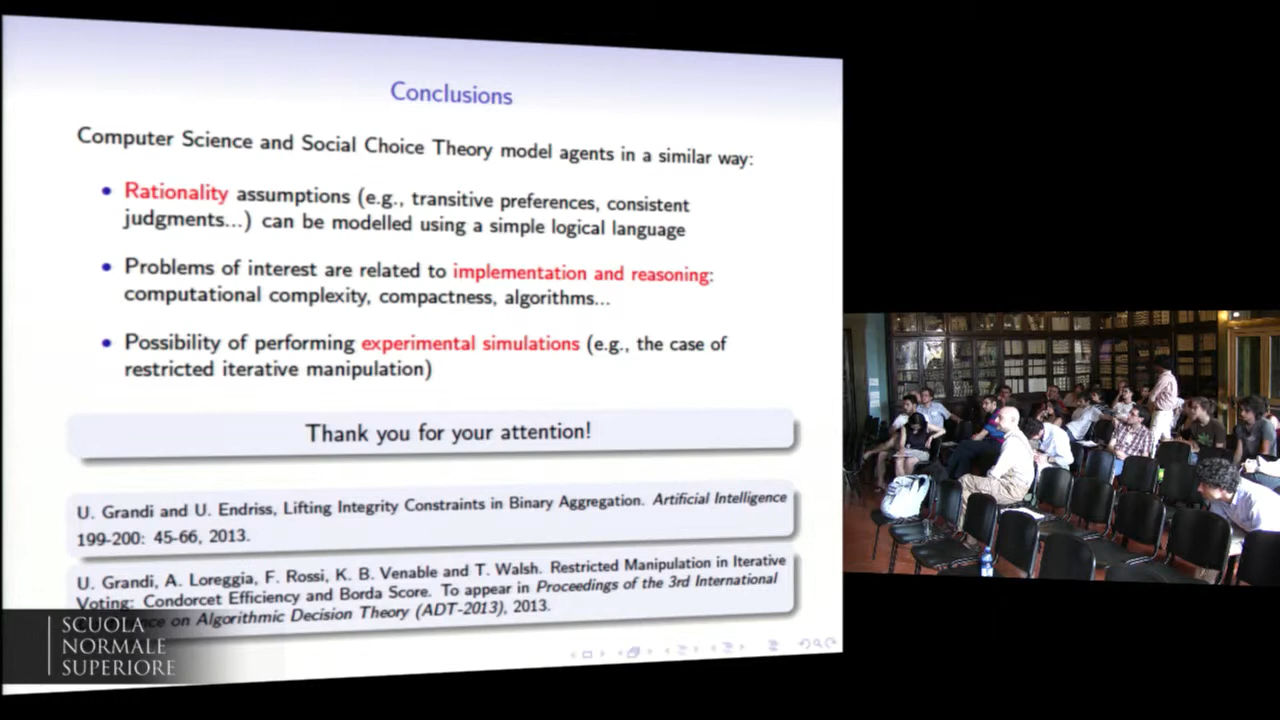 Conclusions
Computer Science and Social Choice Theory model agents in a similar way:
• Rationality assumptions (e.g., transitive preferences, consistent
judgments...) can be modelled using a simple logical language
• Problems of interest are related to implementation and reasoning:
computational complexity, compactness, algorithms...
• Possibility of performing experimental simulations (e.g., the case of
restricted iterative manipulation)
Thank you for your attention!
U. Grandi and U. Endriss, Lifting Integrity Constraints in Binary Aggregation. Artificial Intelligence
199-200: 45-66, 2013.
U. Grandi, A. Loreggia, F. Rossi, K. B. Venable and T. Walsh. Restricted Manipulation in Iterative
Voting: Condorcet Efficiency and Borda Score. To appear in Proceedings of the 3rd International
on Algorithmic Decision Theory (ADT-2013), 2013.
SCUOLA
NORMALE
SUPERIORE